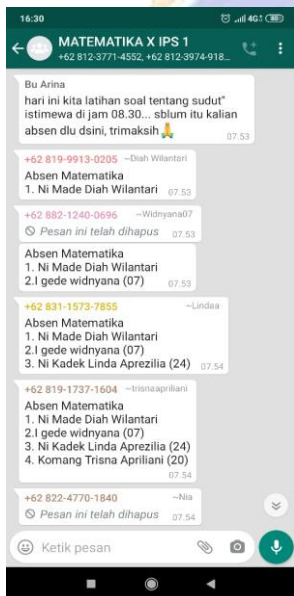 16:30
4G
MATEMATIKA X IPS 1
+62 812-3771-4552, +62 812-3974-918...
Bu Arina
hari ini kita latihan soal tentang sudut"
istimewa di jam 08.30... sblum itu kalian
absen dlu dsini, trimaksih🙏
07.53
+62 819-9913-0205 ~Diah Wilantari
Absen Matematika
1. Ni Made Diah Wilantari
07.53
+62 882-1240-0696 ~Widnyana07
Pesan ini telah dihapus
07.53
Absen Matematika
1. Ni Made Diah Wilantari
2.I gede widnyana (07)
07.53
+62 831-1573-7855 ~Lindaa
Absen Matematika
1. Ni Made Diah Wilantari
2.I gede widnyana (07)
3. Ni Kadek Linda Aprezilia (24)
07.54
+62 819-1737-1604 ~trisnaapriliani
Absen Matematika
1. Ni Made Diah Wilantari
2.I gede widnyana (07)
3. Ni Kadek Linda Aprezilia (24)
4. Komang Trisna Apriliani (20)
07.54
+62 822-4770-1840 ~Nia
Pesan ini telah dihapus
07.54
Ketik pesan